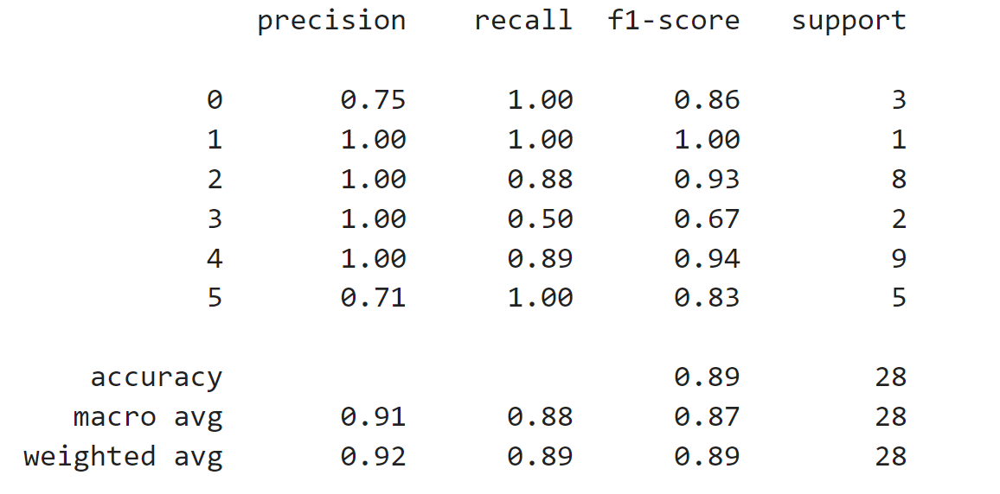 precision recall f1-score support
0 0.75 1.00 0.86 3
1 1.00 1.00 1.00 1
2 1.00 0.88 0.93 8
3 1.00 0.50 0.67 2
4 1.00 0.89 0.94 9
5 0.71 1.00 0.83 5
accuracy 0.89 28
macro avg 0.91 0.88 0.87 28
weighted avg 0.92 0.89 0.89 28